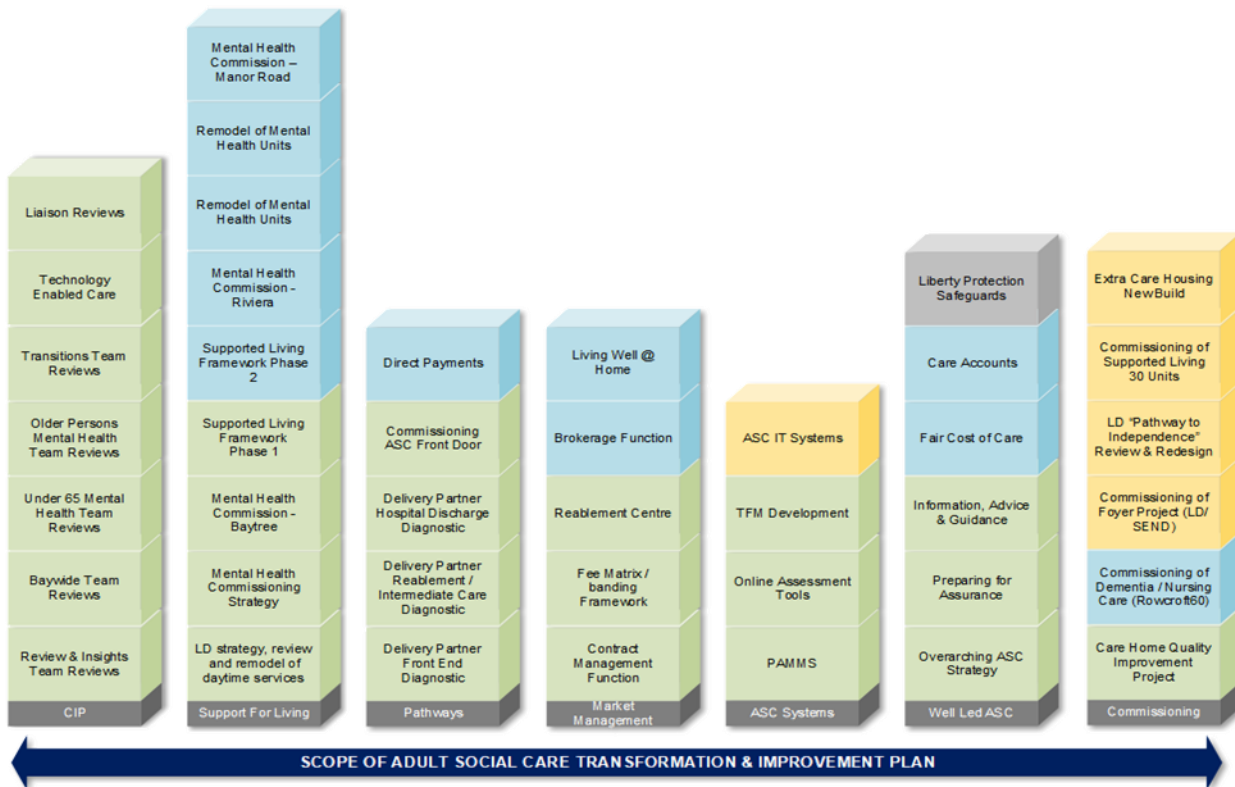 Liaison Reviews
Technology
Enabled Care
Transitions Team
Reviews
Older Persons
Mental Health
Team Reviews
Under 65 Mental
Health Team
Reviews
Baywide Team
Reviews
Review & Insights
Team Reviews
CIP
Mental Health
Commission –
Manor Road
Remodel of Mental
Health Units
Remodel of Mental
Health Units
Mental Health
Commission -
Riviera
Supported Living
Framework Phase
2
Supported Living
Framework
Phase 1
Mental Health
Commission -
Baytree
Mental Health
Commissioning
Strategy
LD strategy, review
and remodel of
daytime services
Support For Living
Direct Payments
Commissioning
ASC Front Door
Delivery Partner
Hospital Discharge
Diagnostic
Delivery Partner
Reablement /
Intermediate Care
Diagnostic
Delivery Partner
Front End
Diagnostic
Pathways
Living Well @
Home
Brokerage Function
Reablement Centre
Fee Matrix /
banding
Framework
Contract
Management
Function
Market
Management
ASC IT Systems
TFM Development
Online Assessment
Tools
PAMMS
ASC Systems
Liberty Protection
Safeguards
Care Accounts
Fair Cost of Care
Information, Advice
& Guidance
Preparing for
Assurance
Overarching ASC
Strategy
Well Led ASC
Extra Care Housing
New Build
Commissioning of
Supported Living
30 Units
LD “Pathway to
Independence”
Review & Redesign
Commissioning of
Foyer Project (LD/
SEND)
Commissioning of
Dementia / Nursing
Care (Rowcroft60)
Care Home Quality
Improvement
Project
Commissioning
SCOPE OF ADULT SOCIAL CARE TRANSFORMATION & IMPROVEMENT PLAN